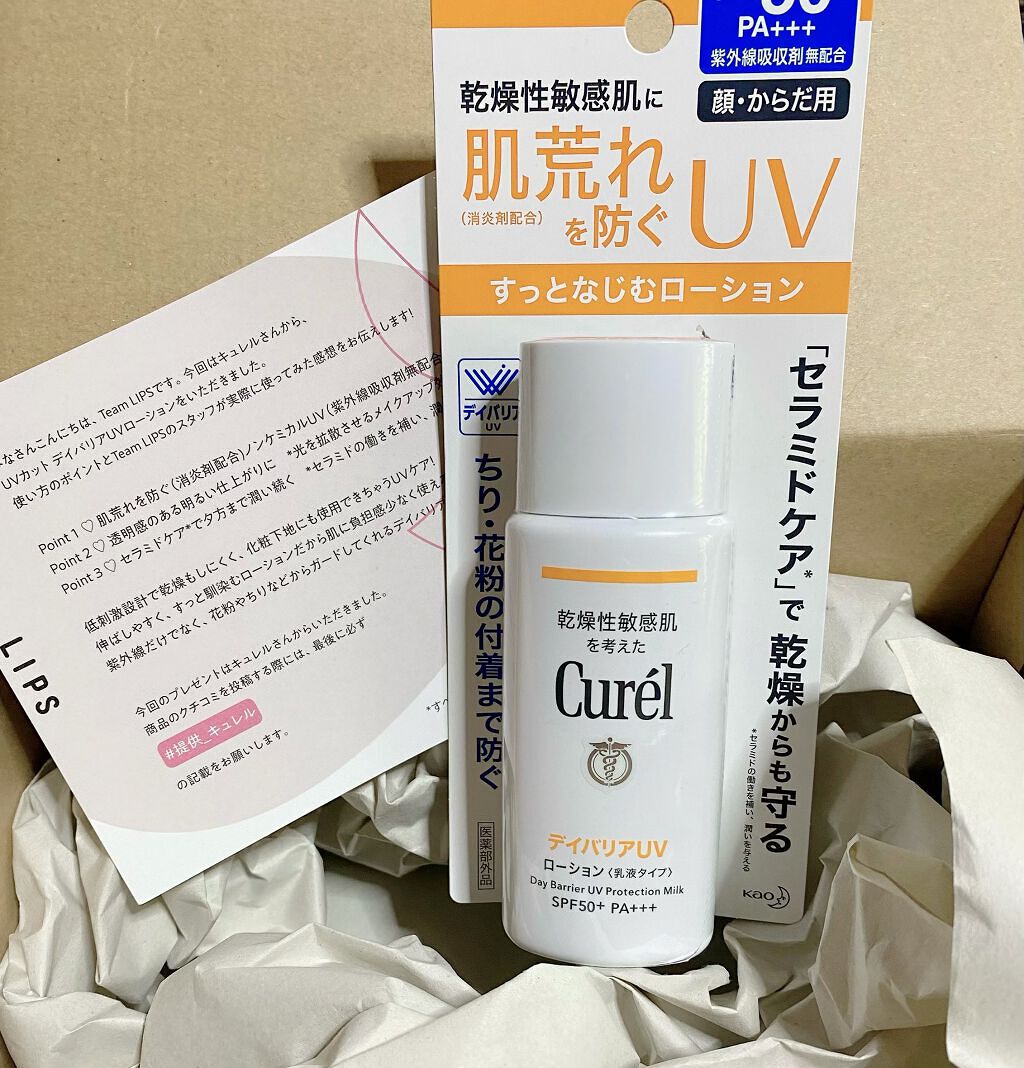 PA+++
紫外線吸収剤無配合
顔・からだ用
乾燥性敏感肌に
肌荒れ
(消炎剤配合)
を防ぐ
UV
すっとなじむローション
デイバリア
UV
ちり・花粉の付着まで防ぐ
医薬部外品
「セラミドケア*」で
乾燥からも守る
*セラミドの働きを補い、潤いを与える
Kao
乾燥性敏感肌
を考えた
Curél
デイバリアUV
ローション〈乳液タイプ〉
Day Barrier UV Protection Milk
SPF50+ PA+++
なさんこんにちは、Team LIPSです。今回はキュレルさんから、
UVカット デイバリアUVローションをいただきました。
使い方のポイントとTeam LIPSのスタッフが実際に使ってみた感想をお伝えします!
Point 1 ♡ 肌荒れを防ぐ(消炎剤配合)ノンケミカルUV(紫外線吸収剤無配合
Point 2 ♡ 透明感のある明るい仕上がりに *光を拡散させるメイクアップ
Point 3 ♡ セラミドケア*で夕方まで潤い続く *セラミドの働きを補い、潤
低刺激設計で乾燥もしにくく、化粧下地にも使用できちゃうUVケア!
伸ばしやすく、すっと馴染むローションだから肌に負担感少なく使え
紫外線だけでなく、花粉やちりなどからガードしてくれるデイバリア
今回のプレゼントはキュレルさんからいただきました。
商品のクチコミを投稿する際には、最後に必ず
#提供_キュレル
の記載をお願いします。
*すべ
LIPS